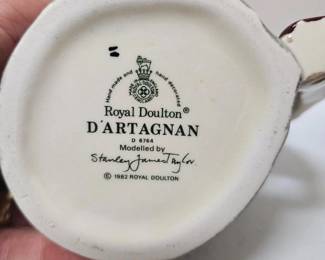 Hand made and hand decorated
Royal Doulton®
D'ARTAGNAN
D 6764
Modelled by
Stanley James Taylor.
© 1982 ROYAL DOULTON